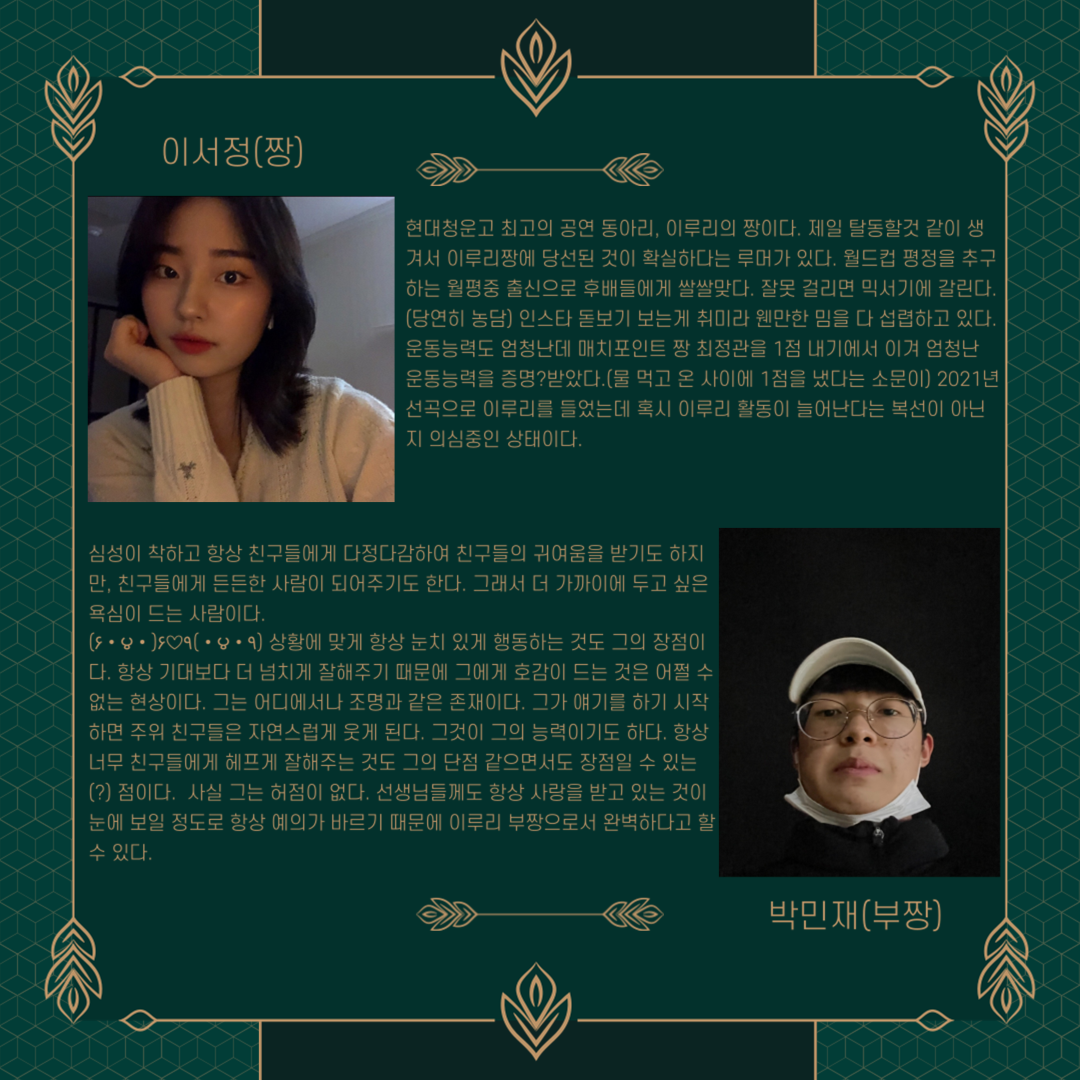 이서정(짱)
현대청운고 최고의 공연 동아리, 이루리의 짱이다. 제일 탈동할것 같이 생
겨서 이루리짱에 당선된 것이 확실하다는 루머가 있다. 월드컵 평정을 추구
하는 월평중 출신으로 후배들에게 쌀쌀맞다. 잘못 걸리면 믹서기에 갈린다.
(당연히 농담) 인스타 돋보기 보는게 취미라 웬만한 밈을 다 섭렵하고 있다.
운동능력도 엄청난데 매치포인트 짱 최정관을 1점 내기에서 이겨 엄청난
운동능력을 증명?받았다.(물 먹고 온 사이에 1점을 냈다는 소문이) 2021년
선곡으로 이루리를 들었는데 혹시 이루리 활동이 늘어난다는 복선이 아닌
지 의심중인 상태이다.
심성이 착하고 항상 친구들에게 다정다감하여 친구들의 귀여움을 받기도 하지
만, 친구들에게 든든한 사람이 되어주기도 한다. 그래서 더 가까이에 두고 싶은
욕심이 드는 사람이다.
(۶•ᴗ•)۶♡٩(•ᴗ•٩) 상황에 맞게 항상 눈치 있게 행동하는 것도 그의 장점이
다. 항상 기대보다 더 넘치게 잘해주기 때문에 그에게 호감이 드는 것은 어쩔 수
없는 현상이다. 그는 어디에서나 조명과 같은 존재이다. 그가 얘기를 하기 시작
하면 주위 친구들은 자연스럽게 웃게 된다. 그것이 그의 능력이기도 하다. 항상
너무 친구들에게 헤프게 잘해주는 것도 그의 단점 같으면서도 장점일 수 있는
(?) 점이다. 사실 그는 허점이 없다. 선생님들께도 항상 사랑을 받고 있는 것이
눈에 보일 정도로 항상 예의가 바르기 때문에 이루리 부짱으로서 완벽하다고 할
수 있다.
박민재(부짱)